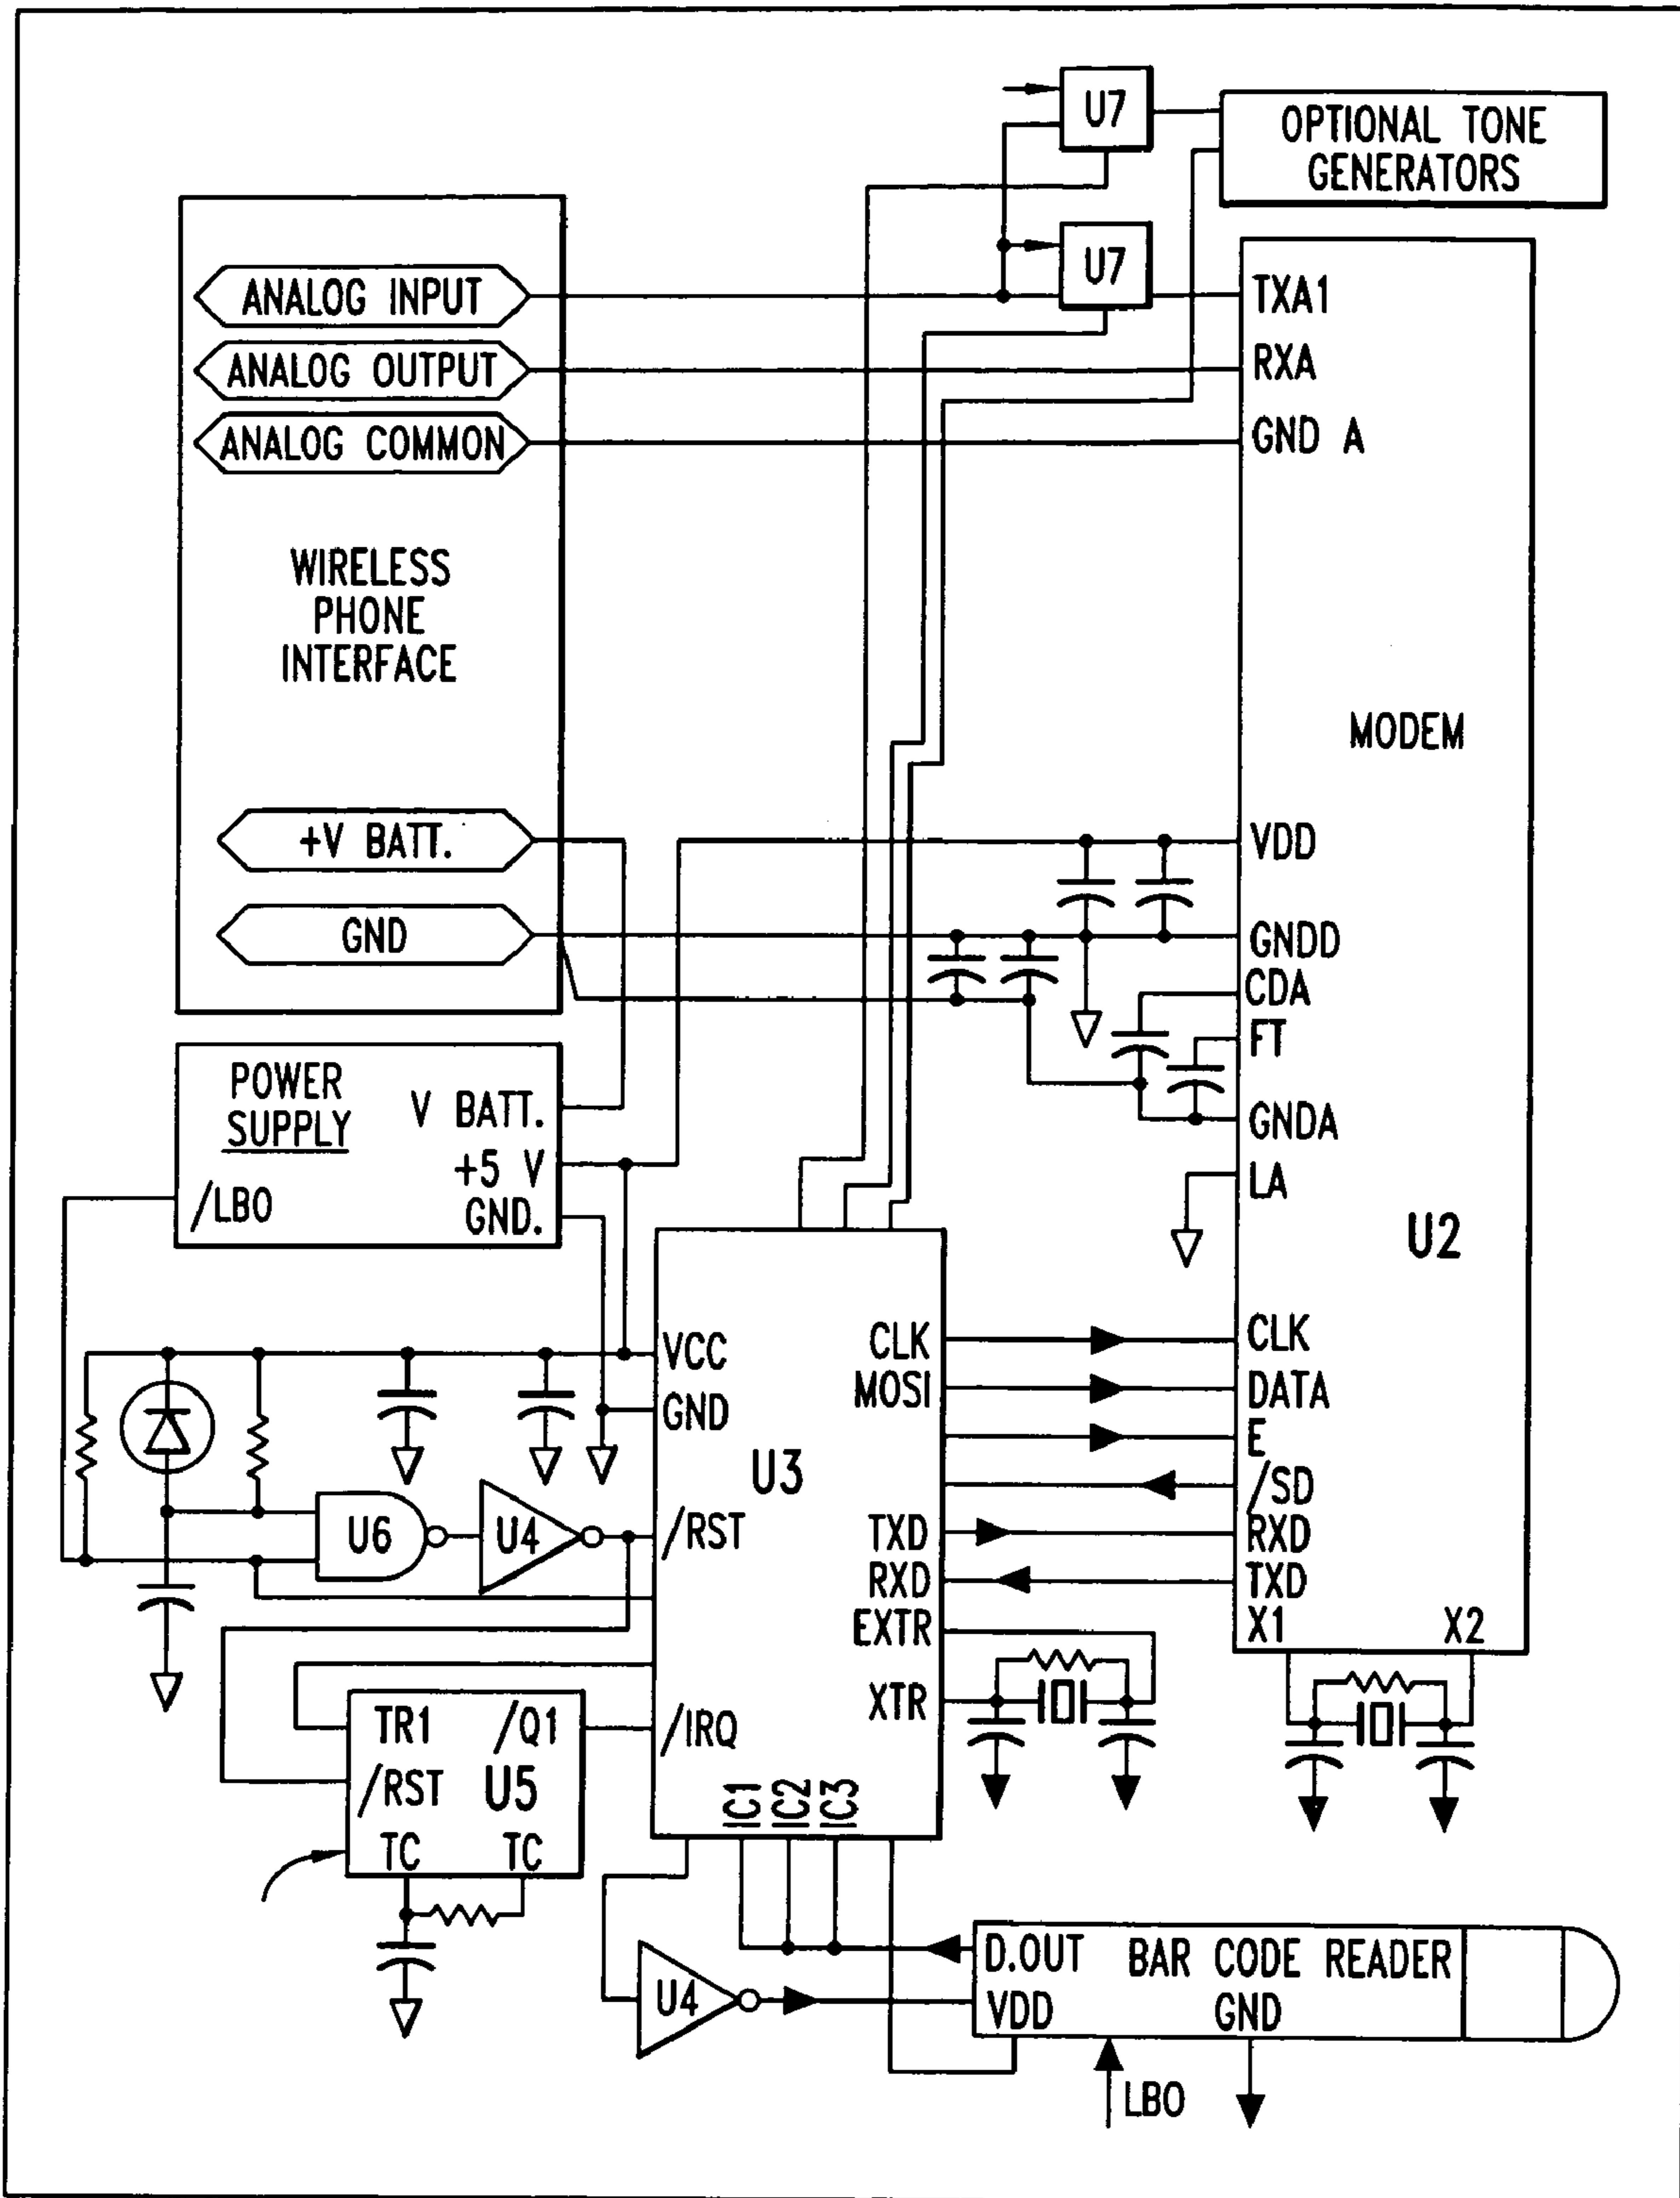 U7
OPTIONAL TONE
GENERATORS
U7
ANALOG INPUT
ANALOG OUTPUT
ANALOG COMMON
WIRELESS
PHONE
INTERFACE
+V BATT.
GND
TXA1
RXA
GND A
MODEM
VDD
GNDD
CDA
FT
GNDA
LA
U2
CLK
DATA
E
/SD
RXD
TXD
X1
X2
POWER
SUPPLY
V BATT.
+5 V
/LBO
GND.
VCC
GND
U3
/RST
/IRQ
CLK
MOSI
TXD
RXD
EXTR
XTR
IC1
IC2
IC3
U6
U4
TR1
/Q1
/RST
U5
TC
TC
U4
D.OUT
BAR CODE READER
VDD
GND
LBO